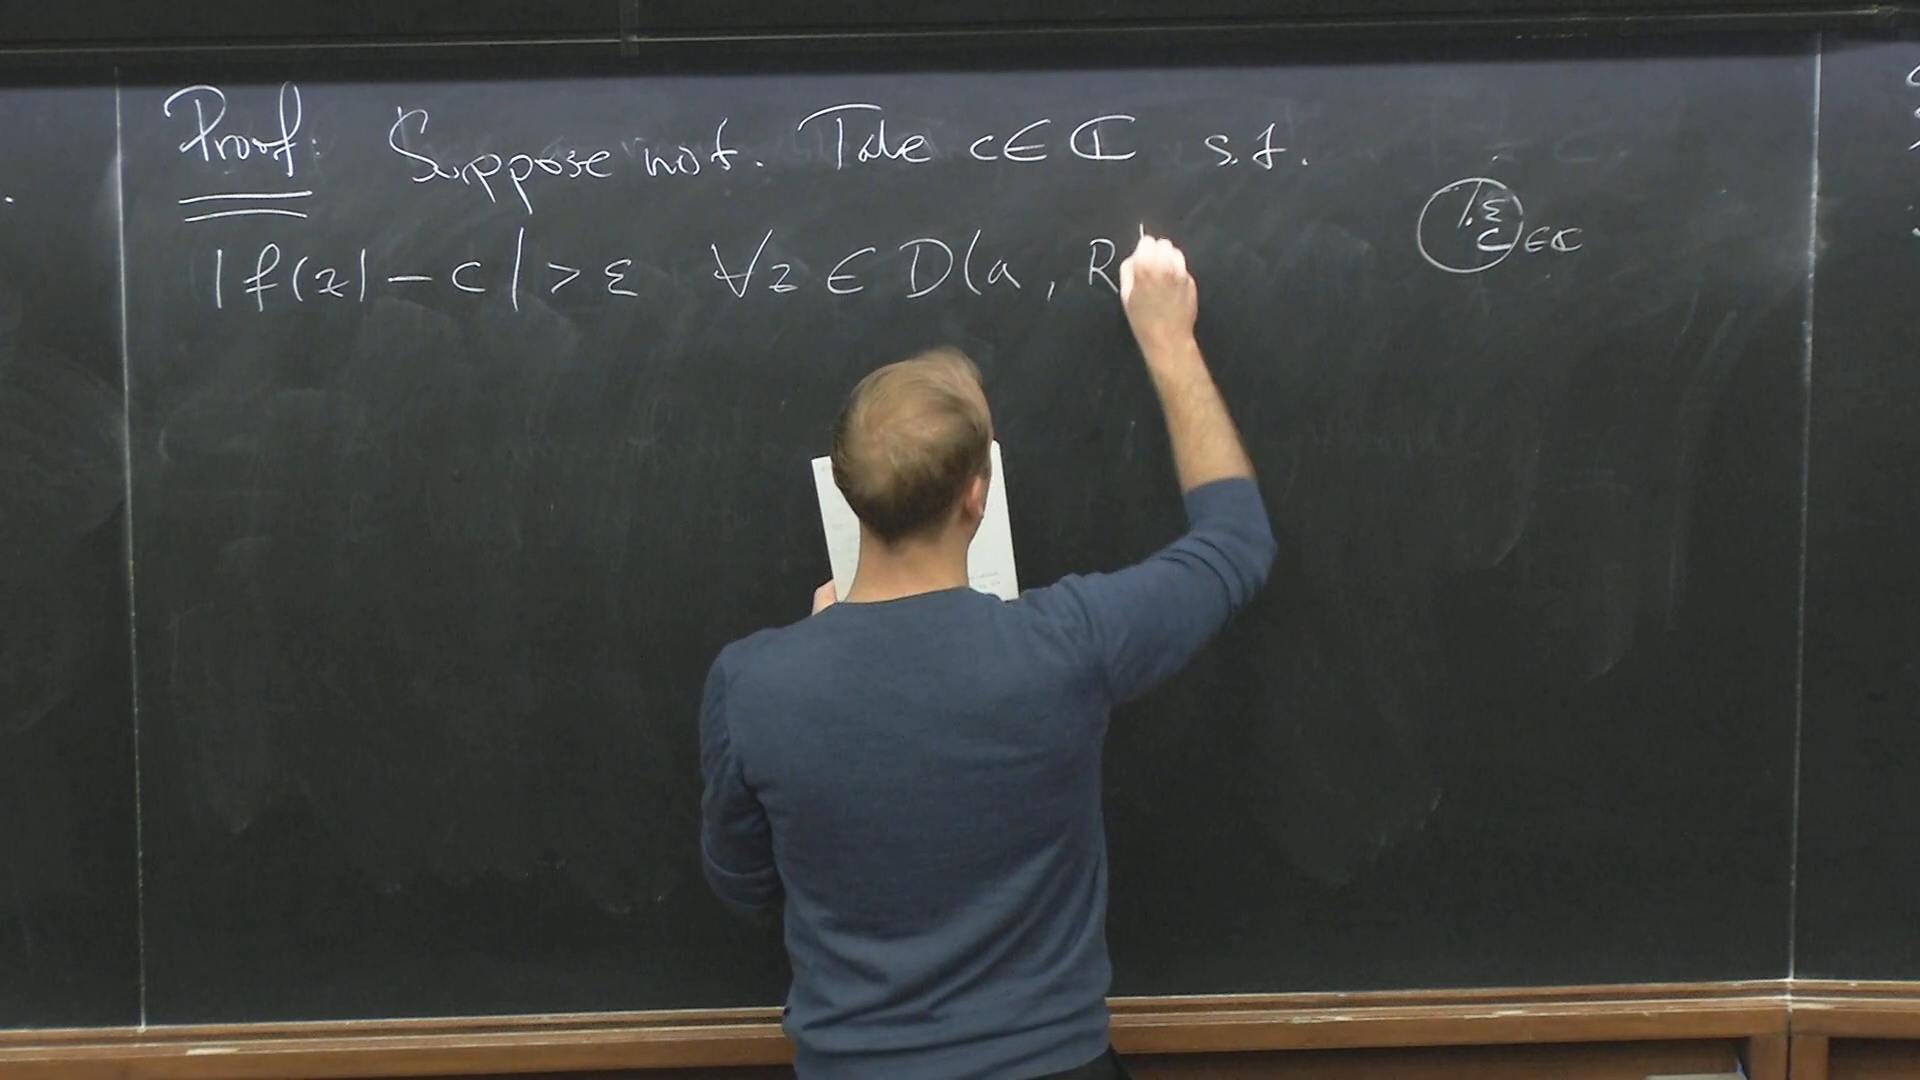 Proof: Suppose not. Take c ∈ ℂ s.t.
|f(z) - c| > ε ∀z ∈ D(a, R
ε
c ∈ ℂ